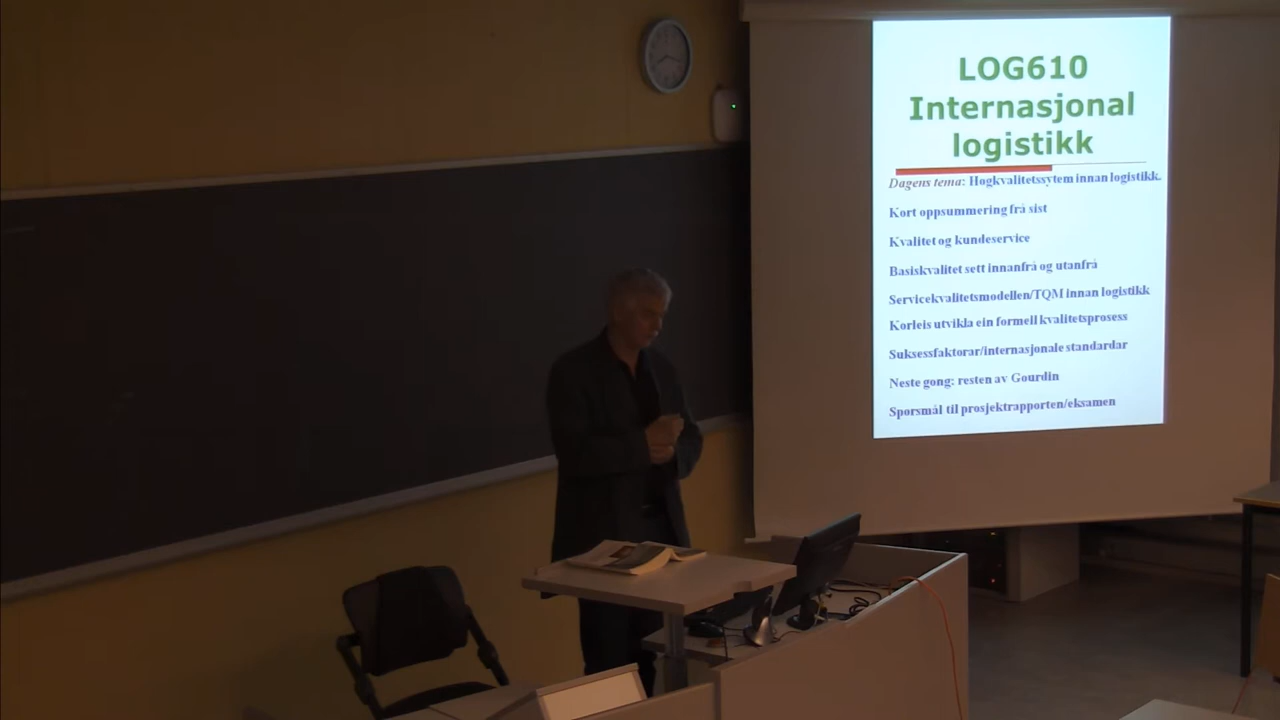 LOG610
Internasjonal
logistikk
Dagens tema: Høgkvalitetssytem innan logistikk.
Kort oppsummering frå sist
Kvalitet og kundeservice
Basiskvalitet sett innanfrå og utanfrå
Servicekvalitetsmodellen/TQM innan logistikk
Korleis utvikla ein formell kvalitetsprosess
Suksessfaktorar/internasjonale standardar
Neste gong: resten av Gourdin
Spørsmål til prosjektrapporten/eksamen